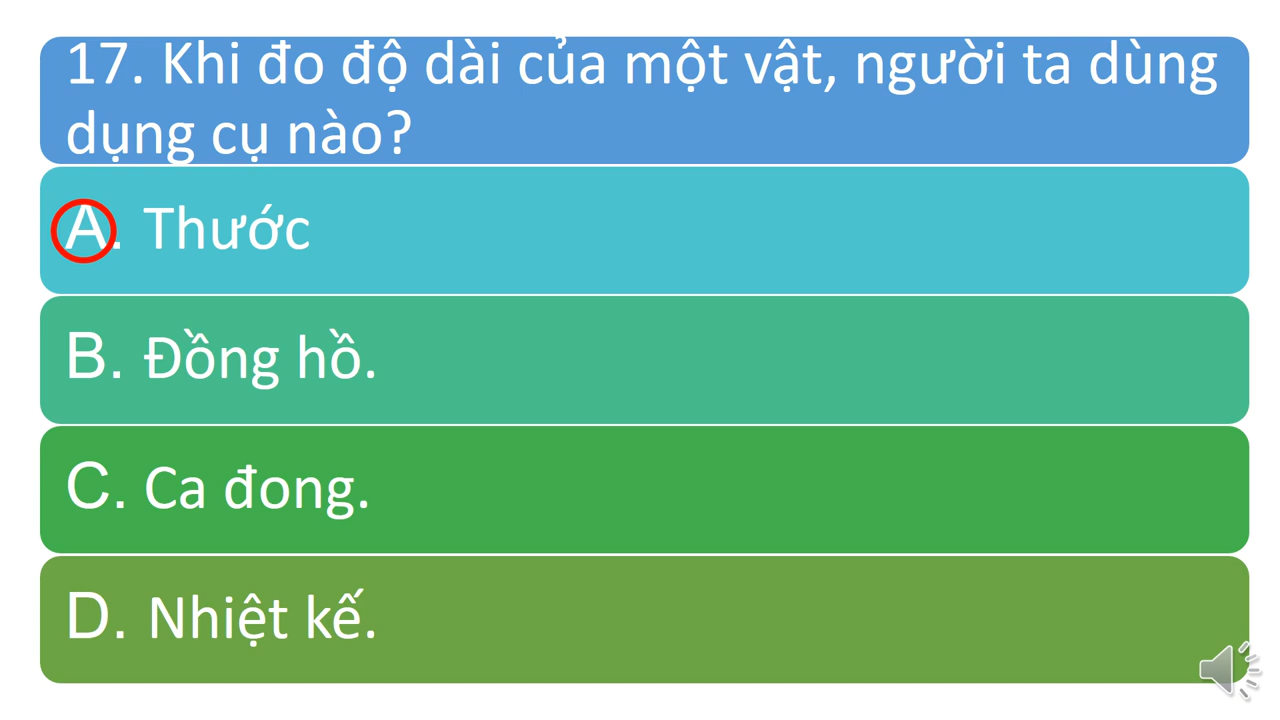 17. Khi đo độ dài của một vật, người ta dùng
dụng cụ nào?
A. Thước
B. Đồng hồ.
C. Ca đong.
D. Nhiệt kế.